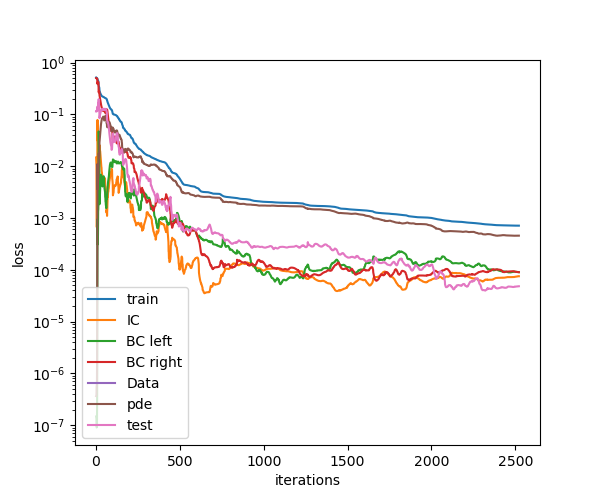 10⁰
10⁻¹
10⁻²
10⁻³
10⁻⁴
10⁻⁵
10⁻⁶
10⁻⁷
loss
train
IC
BC left
BC right
Data
pde
test
0 500 1000 1500 2000 2500
iterations